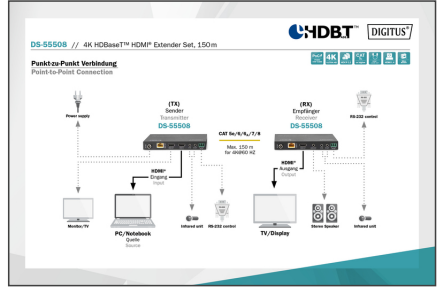 HDBT™
DIGITUS®
DS-55508 // 4K HDBaseT™ HDMI® Extender Set, 150 m
Punkt-zu-Punkt Verbindung
Point-to-Point Connection
4K
CAT
Power supply
(TX)
Sender
Transmitter
DS-55508
(RX)
Empfänger
Receiver
DS-55508
RS-232 control
CAT 5e/6/6A/7/8
Max. 150 m
for 4K@60 HZ
HDMI®
Eingang
Input
HDMI®
Ausgang
Output
Monitor/TV
PC/Notebook
Quelle
Source
Infrared unit
RS-232 control
TV/Display
Stereo Speaker
Infrared unit